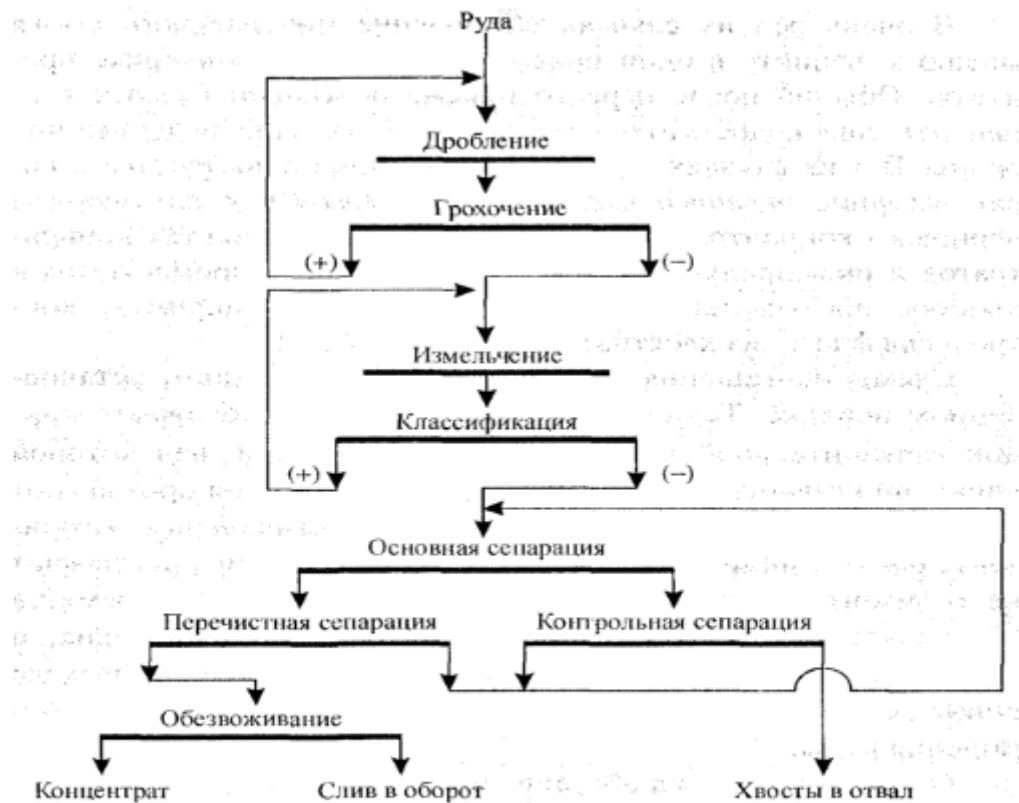 Руда
Дробление
Грохочение
(+) (−)
Измельчение
Классификация
(+) (−)
Основная сепарация
Перечистная сепарация Контрольная сепарация
Обезвоживание
Концентрат Слив в оборот Хвосты в отвал